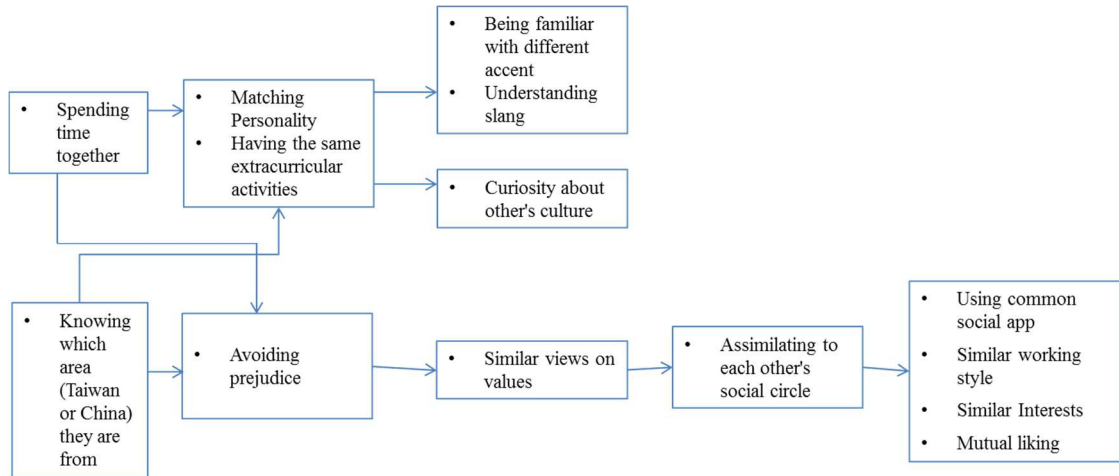 • Spending
time
together
• Matching
Personality
• Having the same
extracurricular
activities
• Being familiar
with different
accent
• Understanding
slang
• Curiosity about
other's culture
• Knowing
which
area
(Taiwan
or China)
they are
from
• Avoiding
prejudice
• Similar views on
values
• Assimilating to
each other's
social circle
• Using common
social app
• Similar working
style
• Similar Interests
• Mutual liking